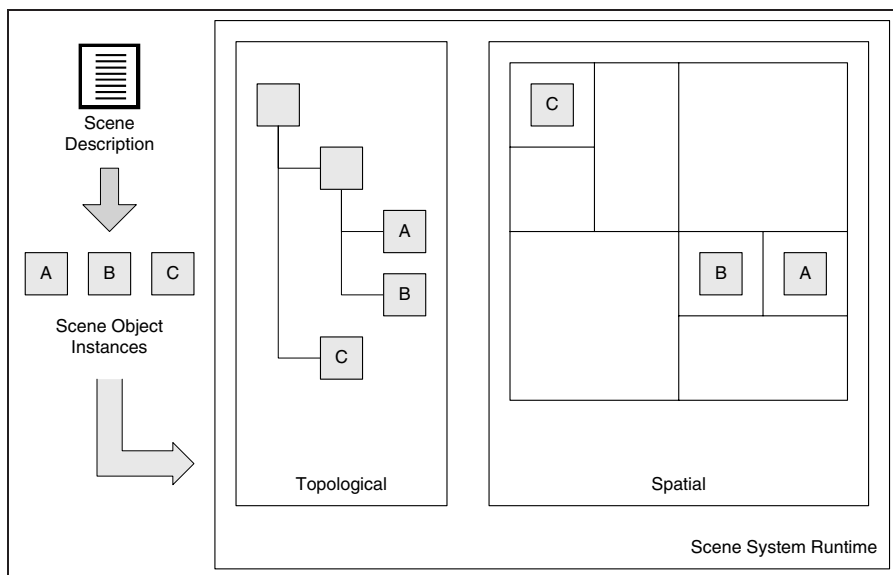 Scene
Description
A
B
C
Scene Object
Instances
A
B
C
Topological
C
B
A
Spatial
Scene System Runtime